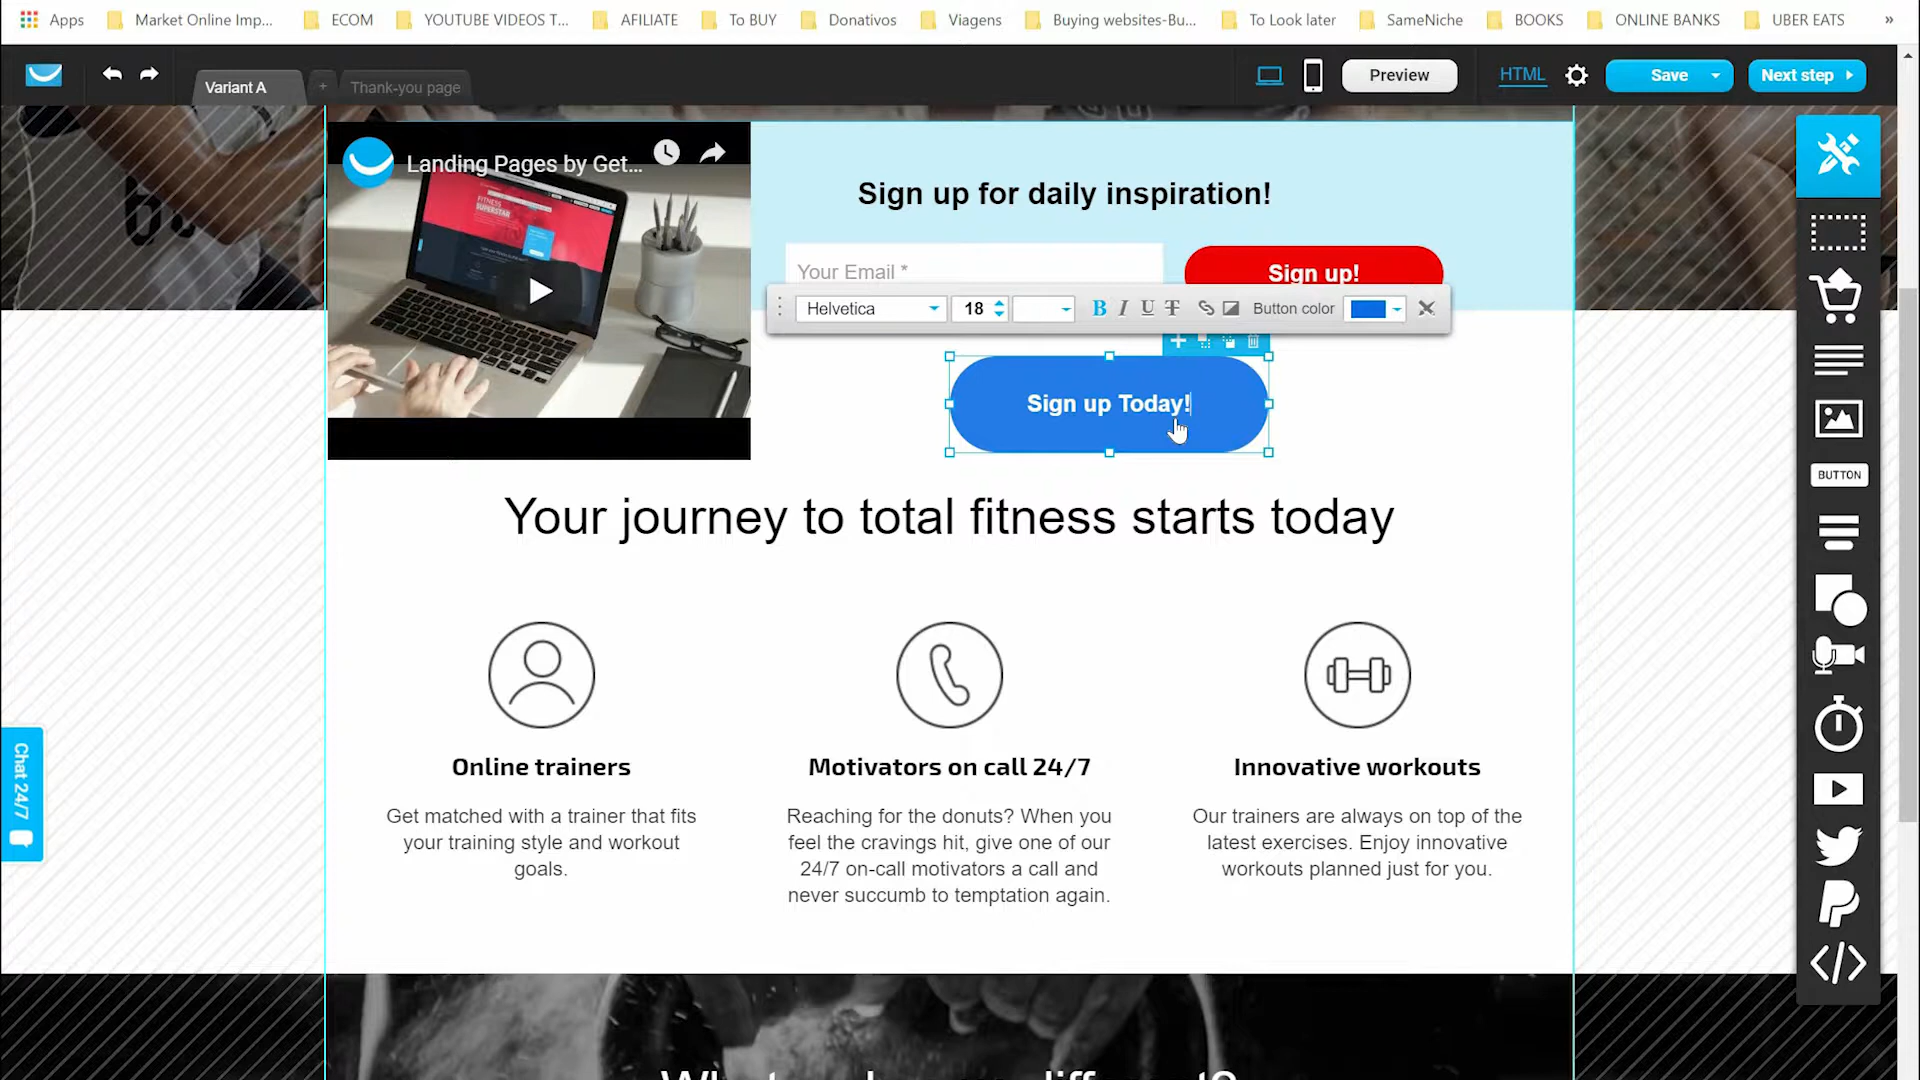 Apps
Market Online Imp...
ECOM
YOUTUBE VIDEOS T...
AFILIATE
To BUY
Donativos
Viagens
Buying websites-Bu...
To Look later
SameNiche
BOOKS
ONLINE BANKS
UBER EATS
»
Variant A
+
Thank-you page
Preview
HTML
Save
Next step
Landing Pages by Get...
FITNESS
SUPERSTAR
Sign up for daily inspiration!
Your Email *
Sign up!
Helvetica
18
B I U T
Button color
Sign up Today!
BUTTON
Your journey to total fitness starts today
Online trainers
Get matched with a trainer that fits
your training style and workout
goals.
Motivators on call 24/7
Reaching for the donuts? When you
feel the cravings hit, give one of our
24/7 on-call motivators a call and
never succumb to temptation again.
Innovative workouts
Our trainers are always on top of the
latest exercises. Enjoy innovative
workouts planned just for you.
Chat 24/7